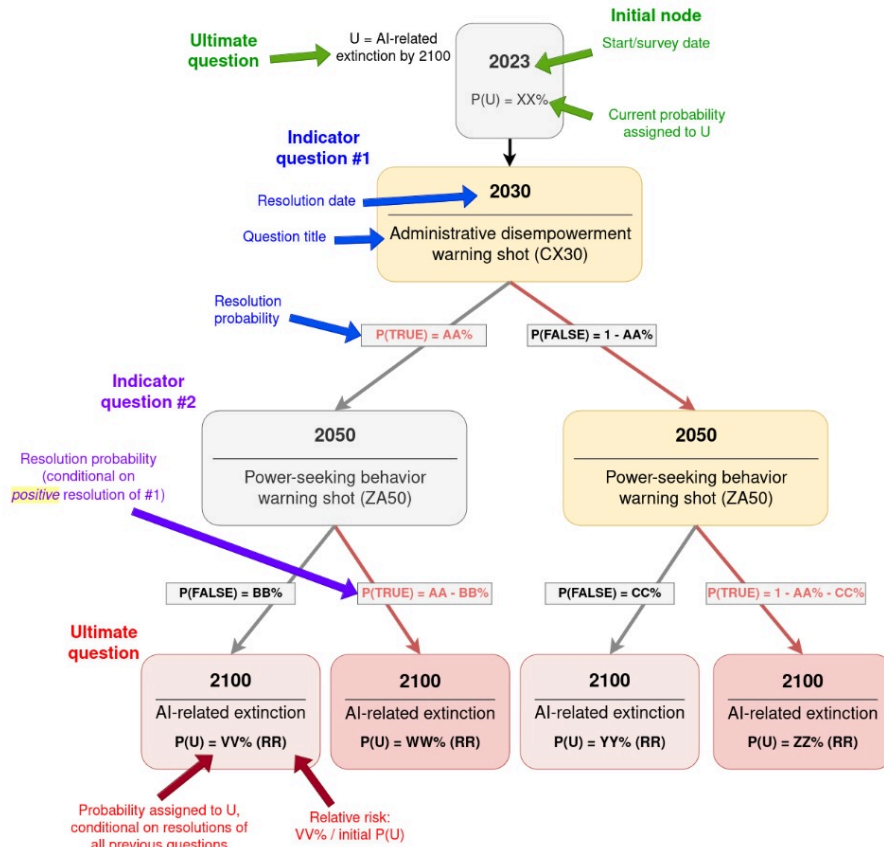 Initial node
Ultimate
question
U = AI-related
extinction by 2100
Start/survey date
2023
P(U) = XX%
Current probability
assigned to U
Indicator
question #1
Resolution date
2030
Question title
Administrative disempowerment
warning shot (CX30)
Resolution
probability
P(TRUE) = AA%
P(FALSE) = 1 - AA%
Indicator
question #2
2050
Power-seeking behavior
warning shot (ZA50)
2050
Power-seeking behavior
warning shot (ZA50)
Resolution probability
(conditional on
positive resolution of #1)
P(FALSE) = BB%
P(TRUE) = AA - BB%
P(FALSE) = CC%
P(TRUE) = 1 - AA% - CC%
Ultimate
question
2100
AI-related extinction
P(U) = VV% (RR)
2100
AI-related extinction
P(U) = WW% (RR)
2100
AI-related extinction
P(U) = YY% (RR)
2100
AI-related extinction
P(U) = ZZ% (RR)
Probability assigned to U,
conditional on resolutions of
all previous questions
Relative risk:
VV% / initial P(U)